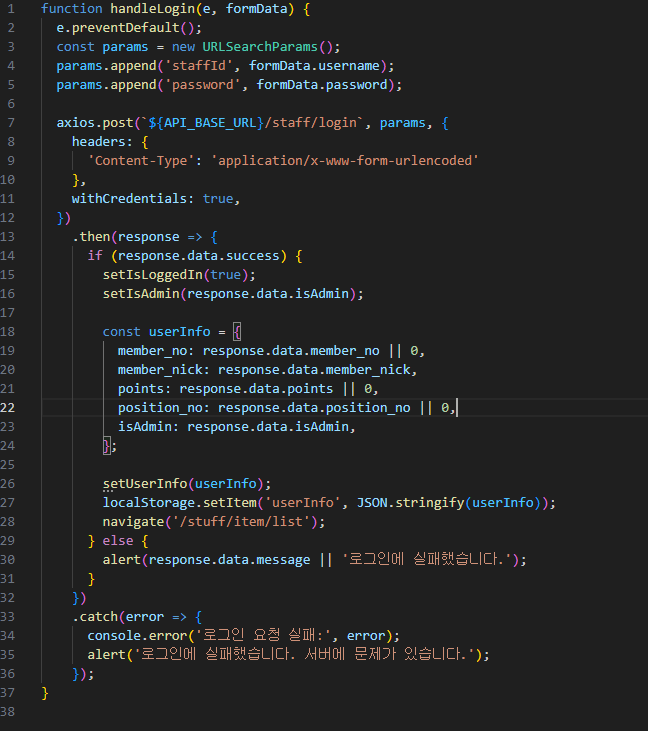 1 function handleLogin(e, formData) {
2   e.preventDefault();
3   const params = new URLSearchParams();
4   params.append('staffId', formData.username);
5   params.append('password', formData.password);
6
7   axios.post(`${API_BASE_URL}/staff/login`, params, {
8     headers: {
9       'Content-Type': 'application/x-www-form-urlencoded'
10     },
11     withCredentials: true,
12   })
13     .then(response => {
14       if (response.data.success) {
15         setIsLoggedIn(true);
16         setIsAdmin(response.data.isAdmin);
17
18         const userInfo = {
19           member_no: response.data.member_no || 0,
20           member_nick: response.data.member_nick,
21           points: response.data.points || 0,
22           position_no: response.data.position_no || 0,
23           isAdmin: response.data.isAdmin,
24         };
25
26         setUserInfo(userInfo);
27         localStorage.setItem('userInfo', JSON.stringify(userInfo));
28         navigate('/stuff/item/list');
29       } else {
30         alert(response.data.message || '로그인에 실패했습니다.');
31       }
32     })
33     .catch(error => {
34       console.error('로그인 요청 실패:', error);
35       alert('로그인에 실패했습니다. 서버에 문제가 있습니다.');
36     });
37 }
38